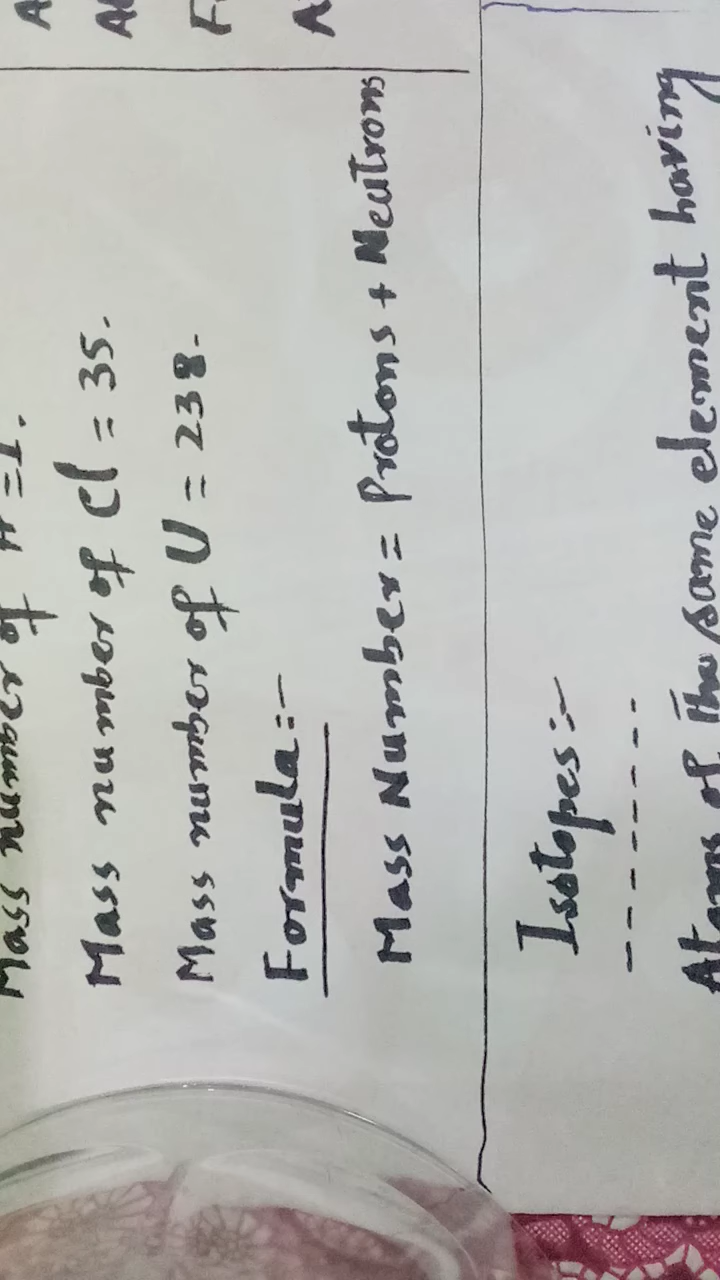 Mass number of H = 1.
Mass number of Cl = 35.
Mass number of U = 238.
Formula:-
Mass Number = Protons + Neutrons
Isotopes:-
Atoms of the same element having